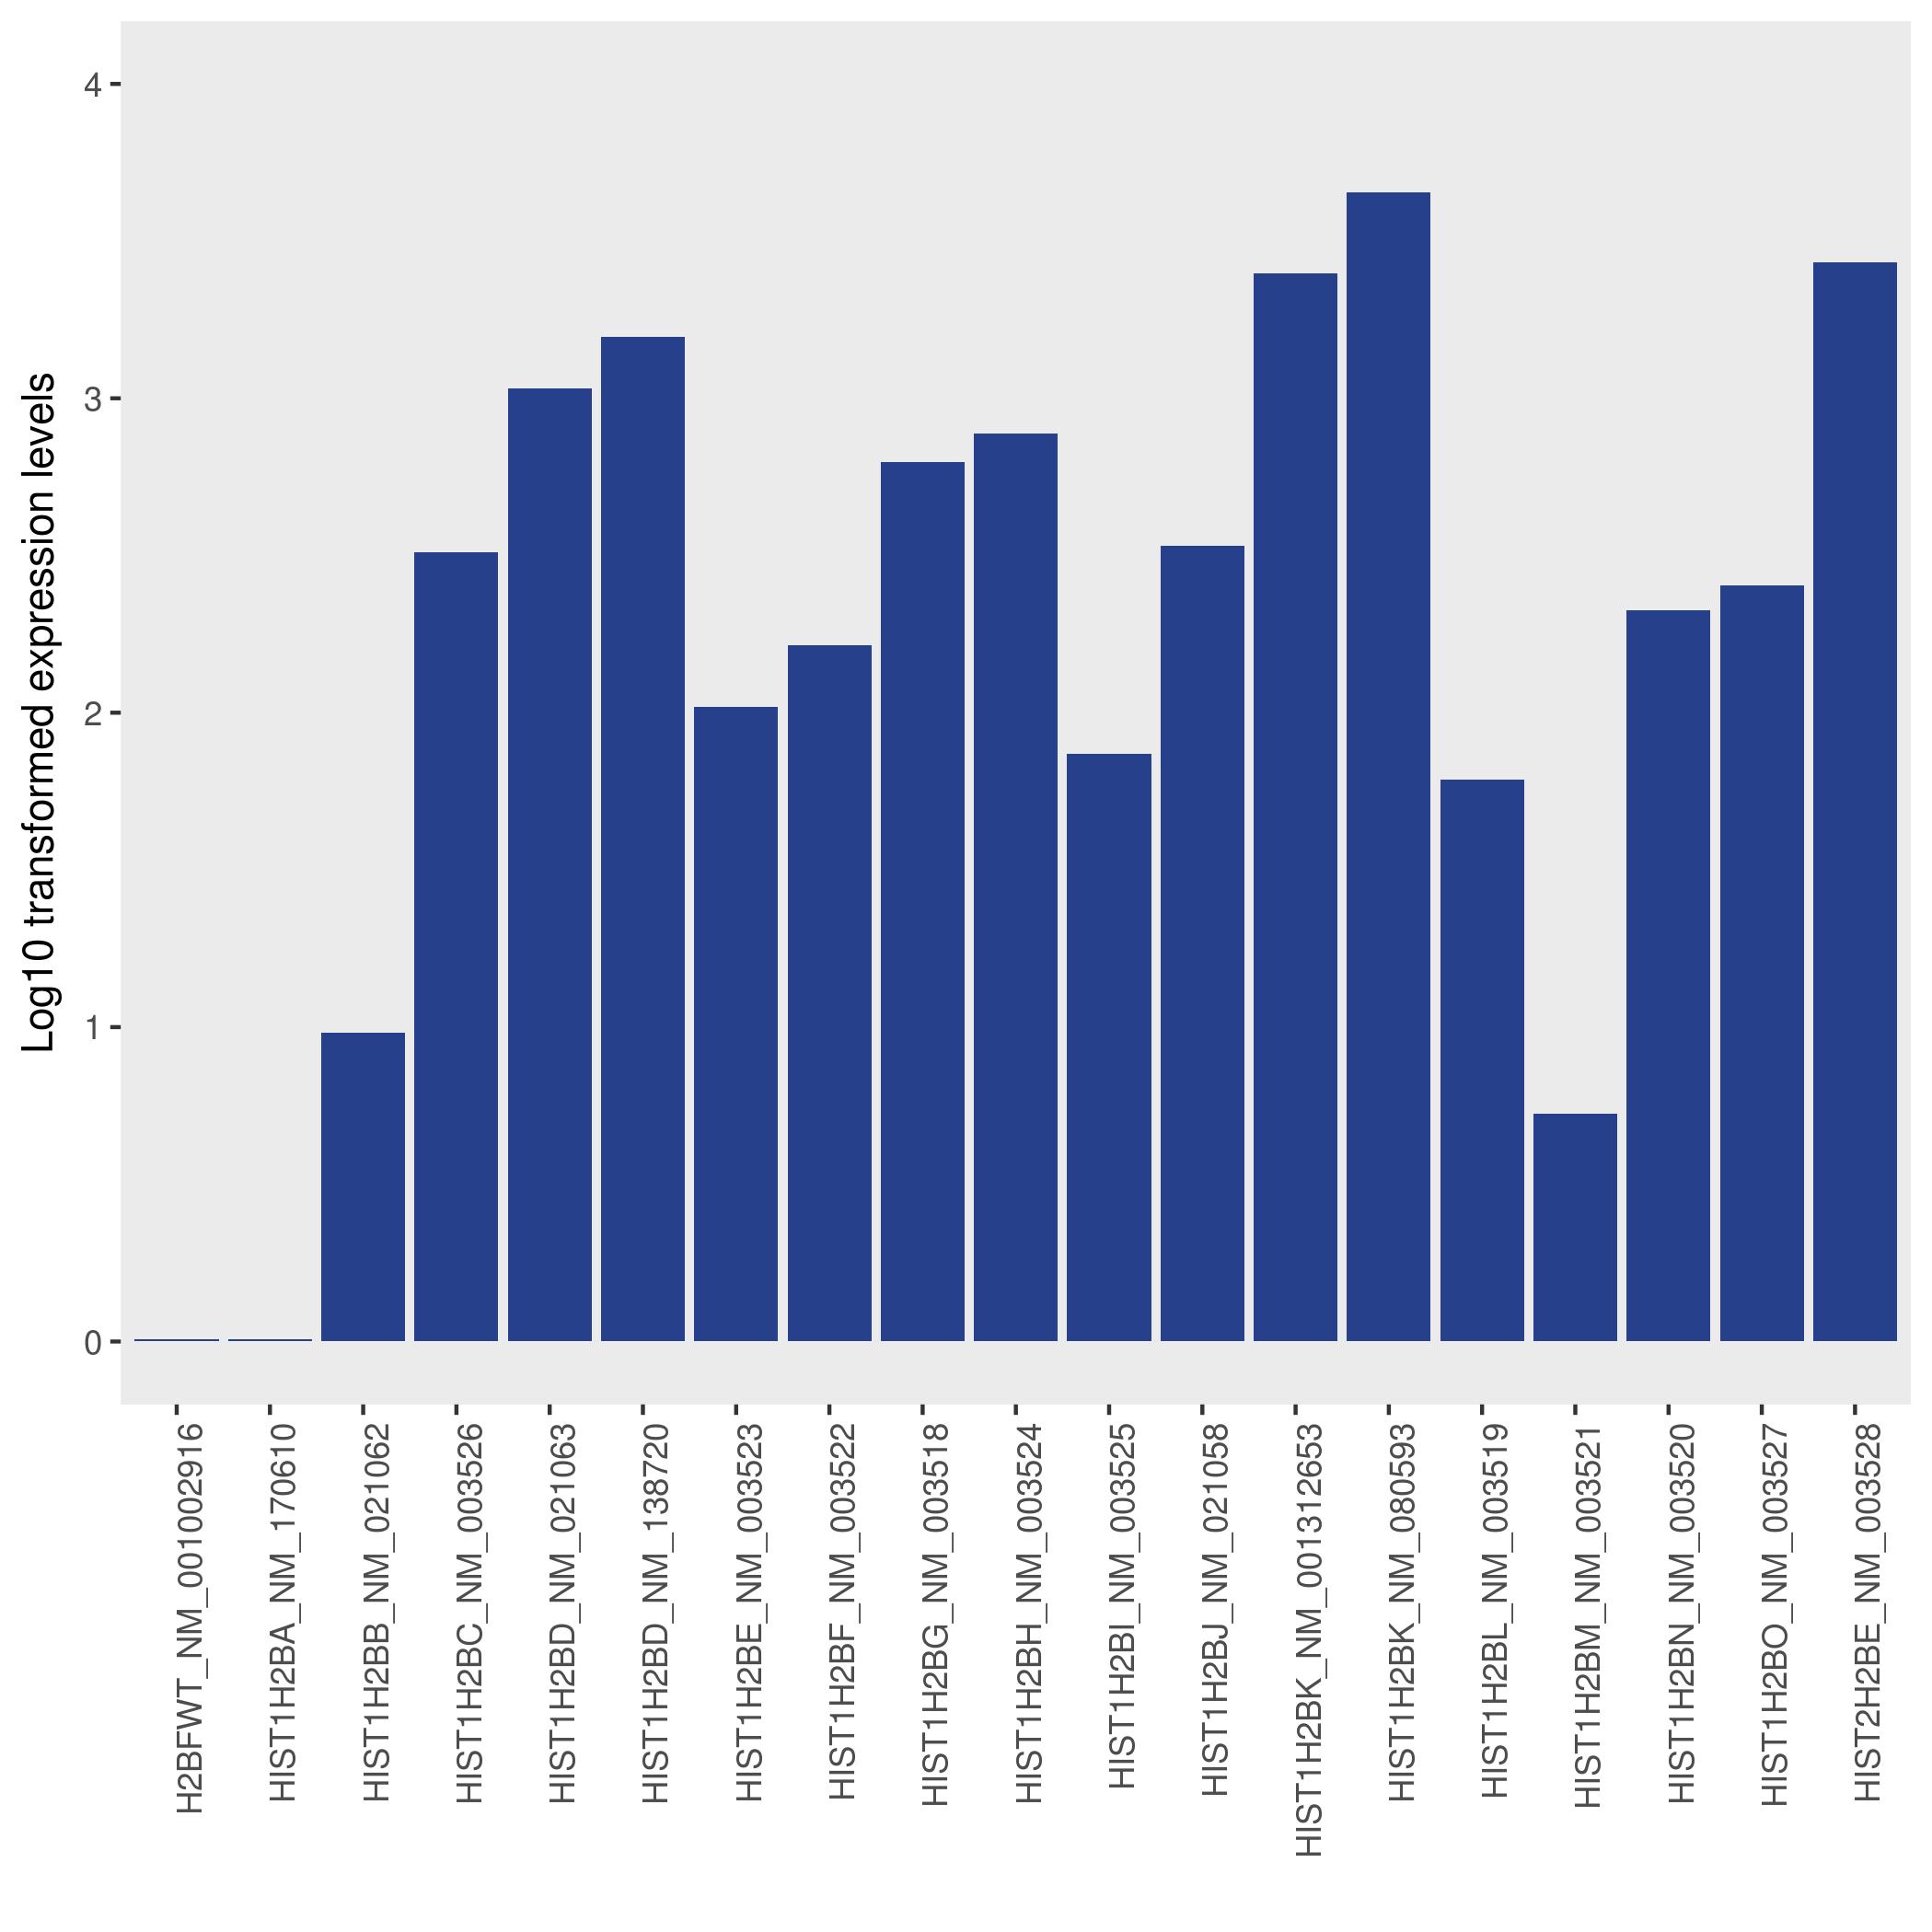 Log10 transformed expression levels
4
3
2
1
0
H2BFWT_NM_001002916
HIST1H2BA_NM_170610
HIST1H2BB_NM_021062
HIST1H2BC_NM_003526
HIST1H2BD_NM_021063
HIST1H2BD_NM_138720
HIST1H2BE_NM_003523
HIST1H2BF_NM_003522
HIST1H2BG_NM_003518
HIST1H2BH_NM_003524
HIST1H2BI_NM_003525
HIST1H2BJ_NM_021058
HIST1H2BK_NM_001312653
HIST1H2BK_NM_080593
HIST1H2BL_NM_003519
HIST1H2BM_NM_003521
HIST1H2BN_NM_003520
HIST1H2BO_NM_003527
HIST2H2BE_NM_003528